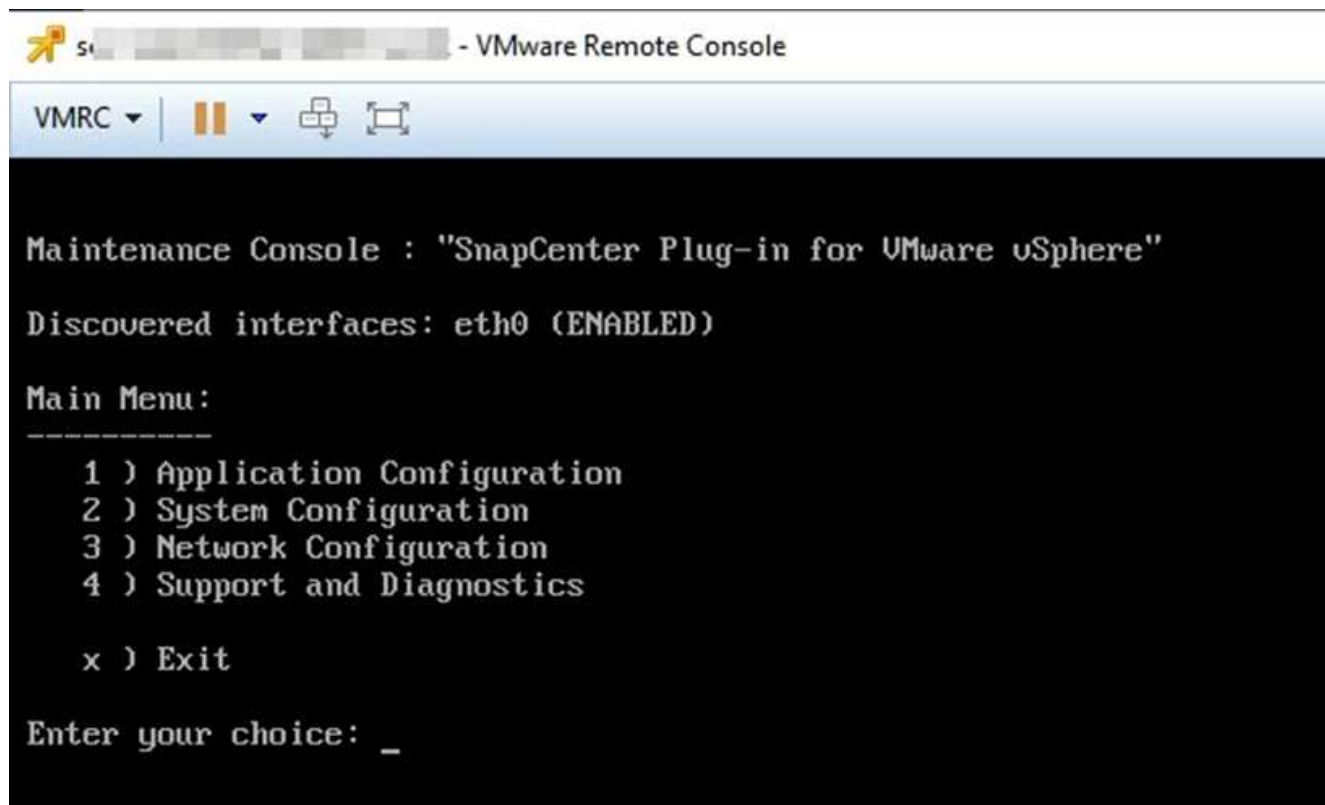 - VMware Remote Console
VMRC
Maintenance Console : "SnapCenter Plug-in for VMware vSphere"
Discovered interfaces: eth0 (ENABLED)
Main Menu:
----------
1 ) Application Configuration
2 ) System Configuration
3 ) Network Configuration
4 ) Support and Diagnostics
x ) Exit
Enter your choice: _